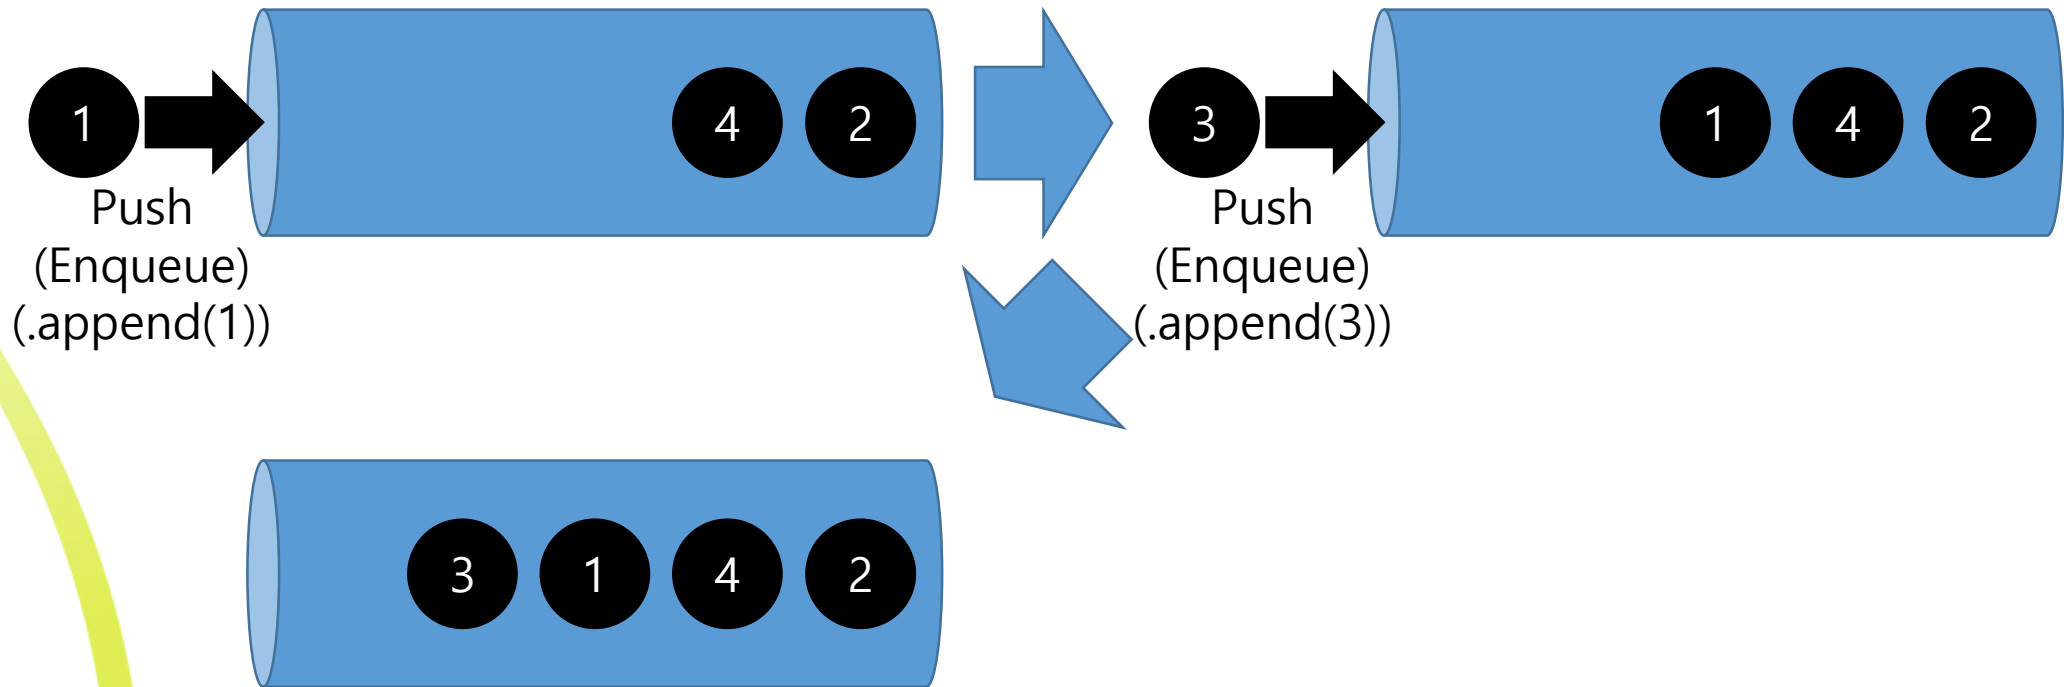 1
4 2
Push
(Enqueue)
(.append(1))
3
1 4 2
Push
(Enqueue)
(.append(3))
3 1 4 2